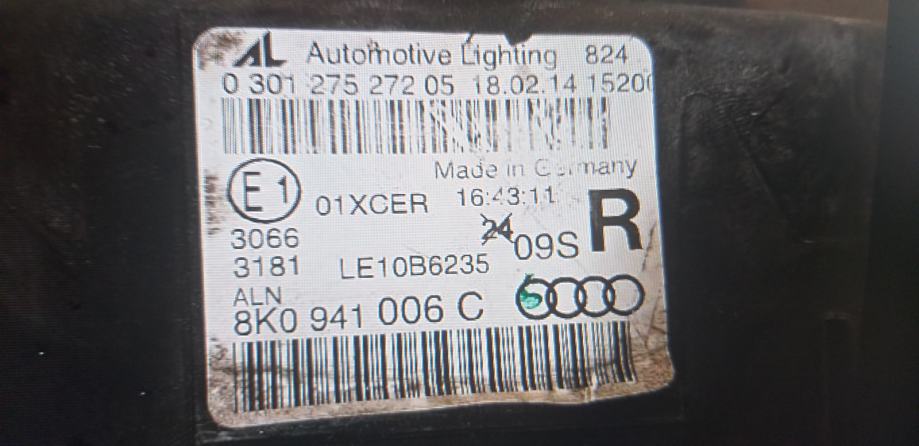 AL Automotive Lighting 824
0 301 275 272 05 18.02.14 1520
Made in Germany
E1 01XCER 16:43:11
R
3066 24 09S
3181 LE10B6235
ALN
8K0 941 006 C